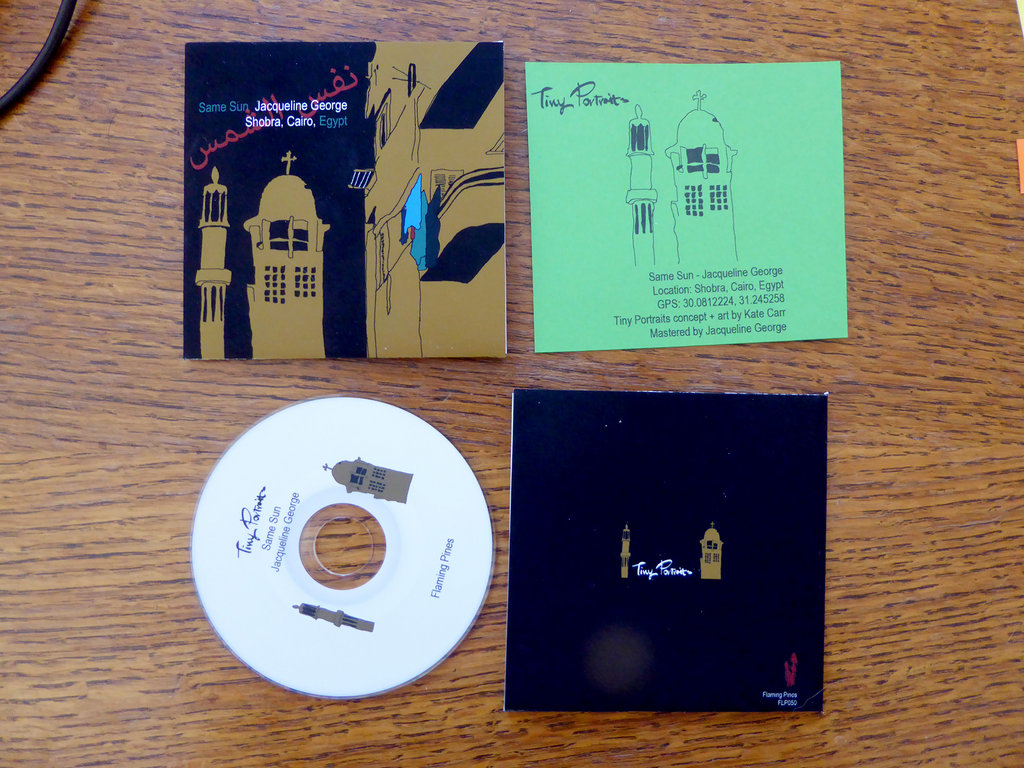 نفس الشمس
Same Sun Jacqueline George
Shobra, Cairo, Egypt
Tiny Portraits
Same Sun - Jacqueline George
Location: Shobra, Cairo, Egypt
GPS: 30.0812224, 31.245258
Tiny Portraits concept + art by Kate Carr
Mastered by Jacqueline George
Tiny Portraits
Same Sun
Jacqueline George
Flaming Pines
Tiny Portraits
Flaming Pines
FLP050